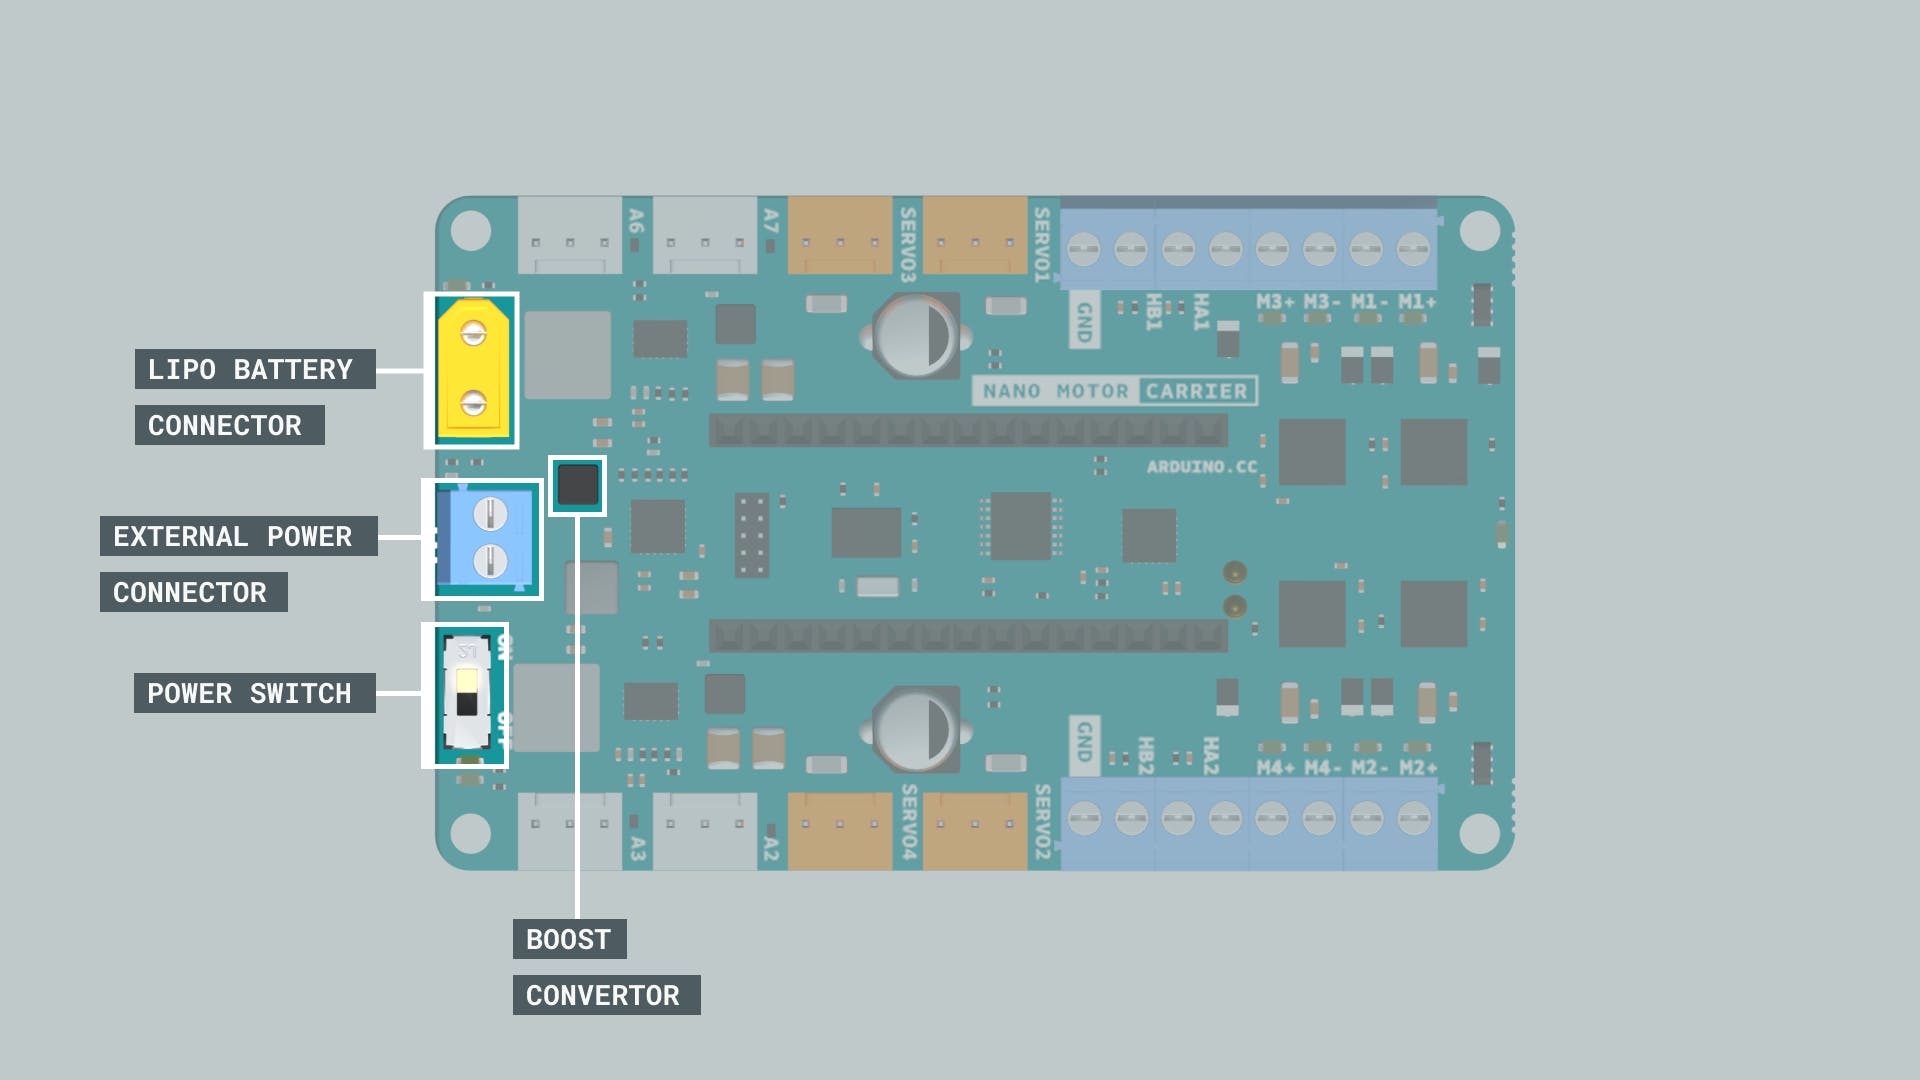 A6
A7
SERVO3
SERVO1
GND
HB1
HA1
M3+ M3- M1- M1+
LIPO BATTERY
CONNECTOR
NANO MOTOR CARRIER
ARDUINO.CC
EXTERNAL POWER
CONNECTOR
ON
POWER SWITCH
OFF
GND
HB2
HA2
M4+ M4- M2- M2+
A3
A2
SERVO4
SERVO2
BOOST
CONVERTOR